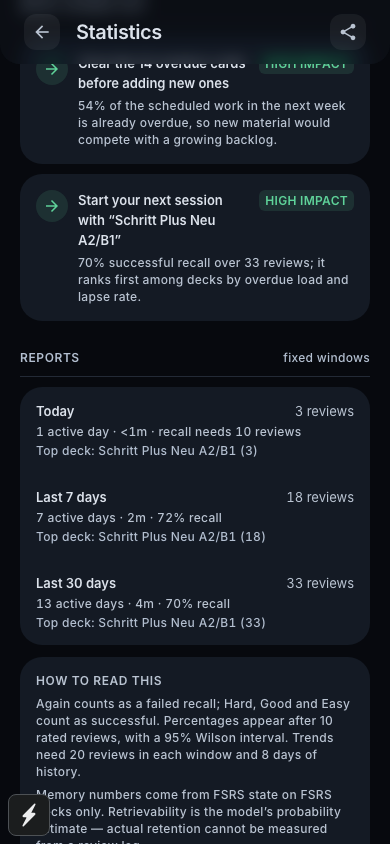 Statistics
Clear the 14 overdue cards
HIGH IMPACT
before adding new ones
54% of the scheduled work in the next week
is already overdue, so new material would
compete with a growing backlog.
Start your next session
HIGH IMPACT
with “Schritt Plus Neu
A2/B1”
70% successful recall over 33 reviews; it
ranks first among decks by overdue load and
lapse rate.
REPORTS
fixed windows
Today
3 reviews
1 active day · <1m · recall needs 10 reviews
Top deck: Schritt Plus Neu A2/B1 (3)
Last 7 days
18 reviews
7 active days · 2m · 72% recall
Top deck: Schritt Plus Neu A2/B1 (18)
Last 30 days
33 reviews
13 active days · 4m · 70% recall
Top deck: Schritt Plus Neu A2/B1 (33)
HOW TO READ THIS
Again counts as a failed recall; Hard, Good and Easy
count as successful. Percentages appear after 10
rated reviews, with a 95% Wilson interval. Trends
need 20 reviews in each window and 8 days of
history.
Memory numbers come from FSRS state on FSRS
only. Retrievability is the model’s probability
— actual retention cannot be measured
from a review log.